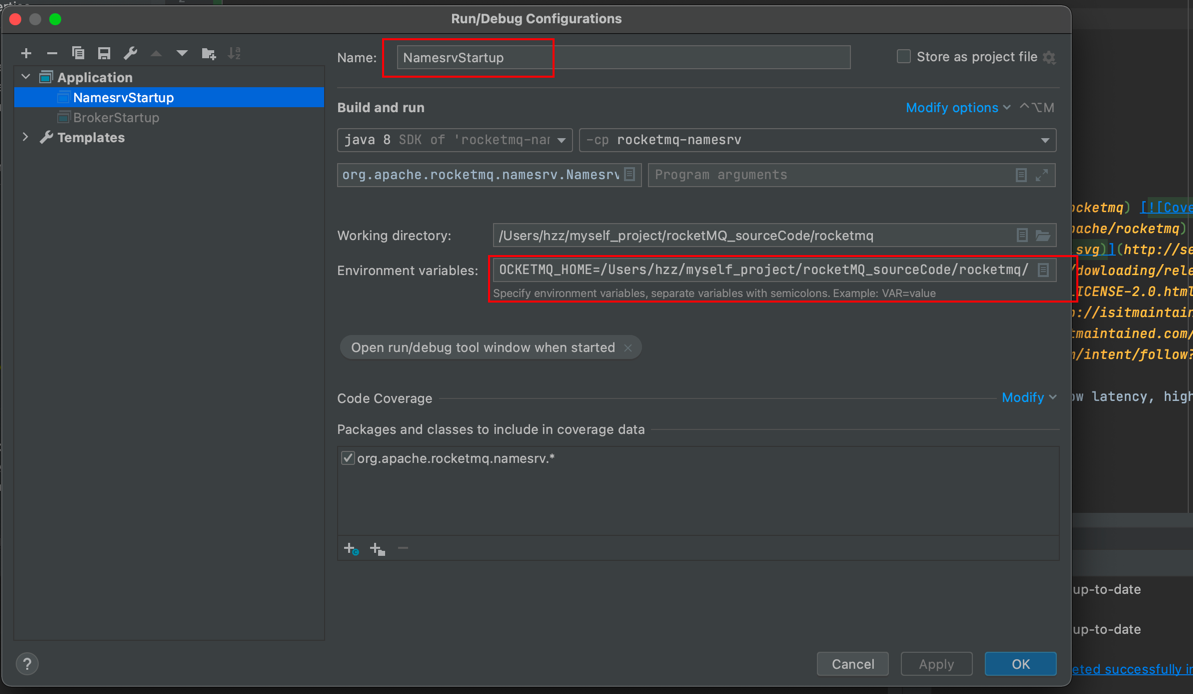 Run/Debug Configurations
Name: NamesrvStartup Store as project file
Application
NamesrvStartup
BrokerStartup
Templates
Build and run Modify options ⌃⌥M
java 8 SDK of 'rocketmq-nar -cp rocketmq-namesrv
org.apache.rocketmq.namesrv.Namesrv Program arguments
Working directory: /Users/hzz/myself_project/rocketMQ_sourceCode/rocketmq
Environment variables: OCKETMQ_HOME=/Users/hzz/myself_project/rocketMQ_sourceCode/rocketmq/
Specify environment variables, separate variables with semicolons. Example: VAR=value
Open run/debug tool window when started ×
Code Coverage Modify
Packages and classes to include in coverage data
org.apache.rocketmq.namesrv.*
? Cancel Apply OK
ocketmq) [![Cove
ache/rocketmq)
svg)](http://se
/dowloading/rele
ICENSE-2.0.html
://isitmaintain
tmaintained.com/
n/intent/follow?
ow latency, high
up-to-date
up-to-date
eted successfully in